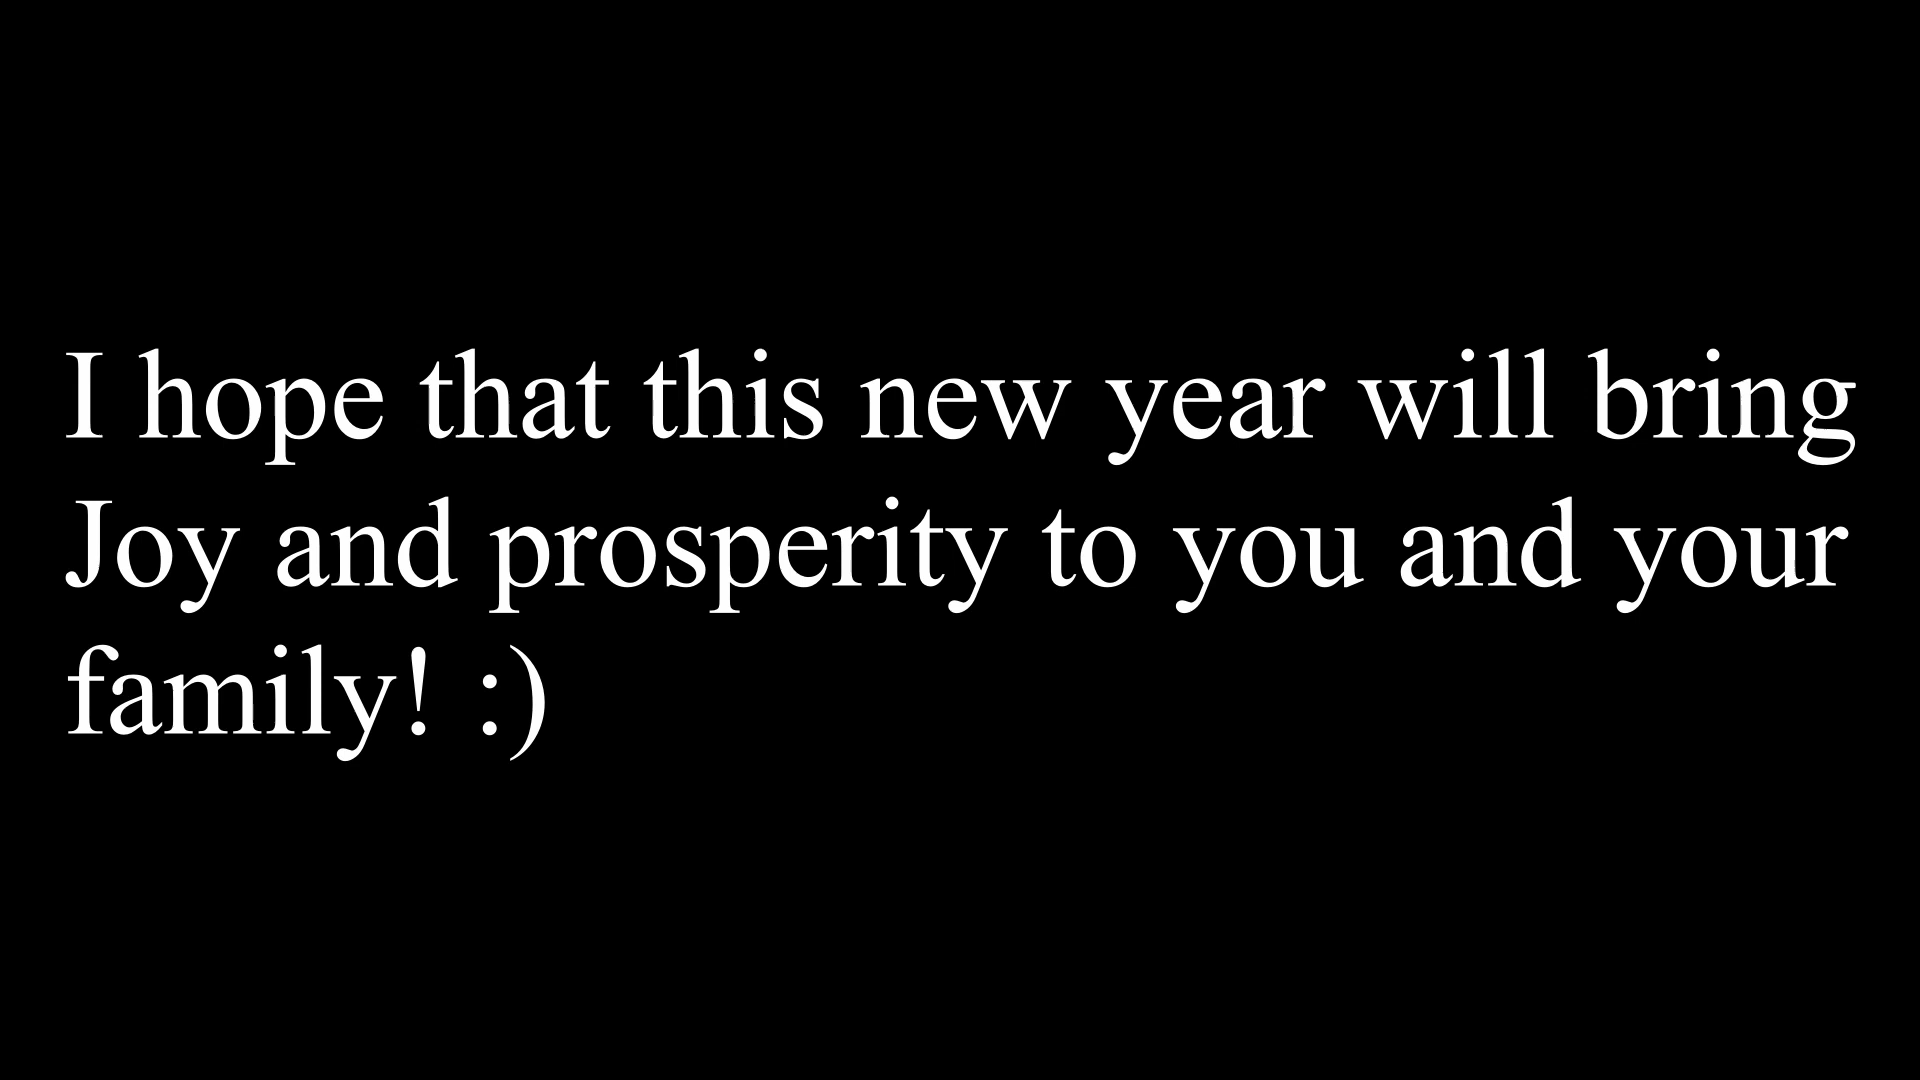 I hope that this new year will bring
Joy and prosperity to you and your
family! :)